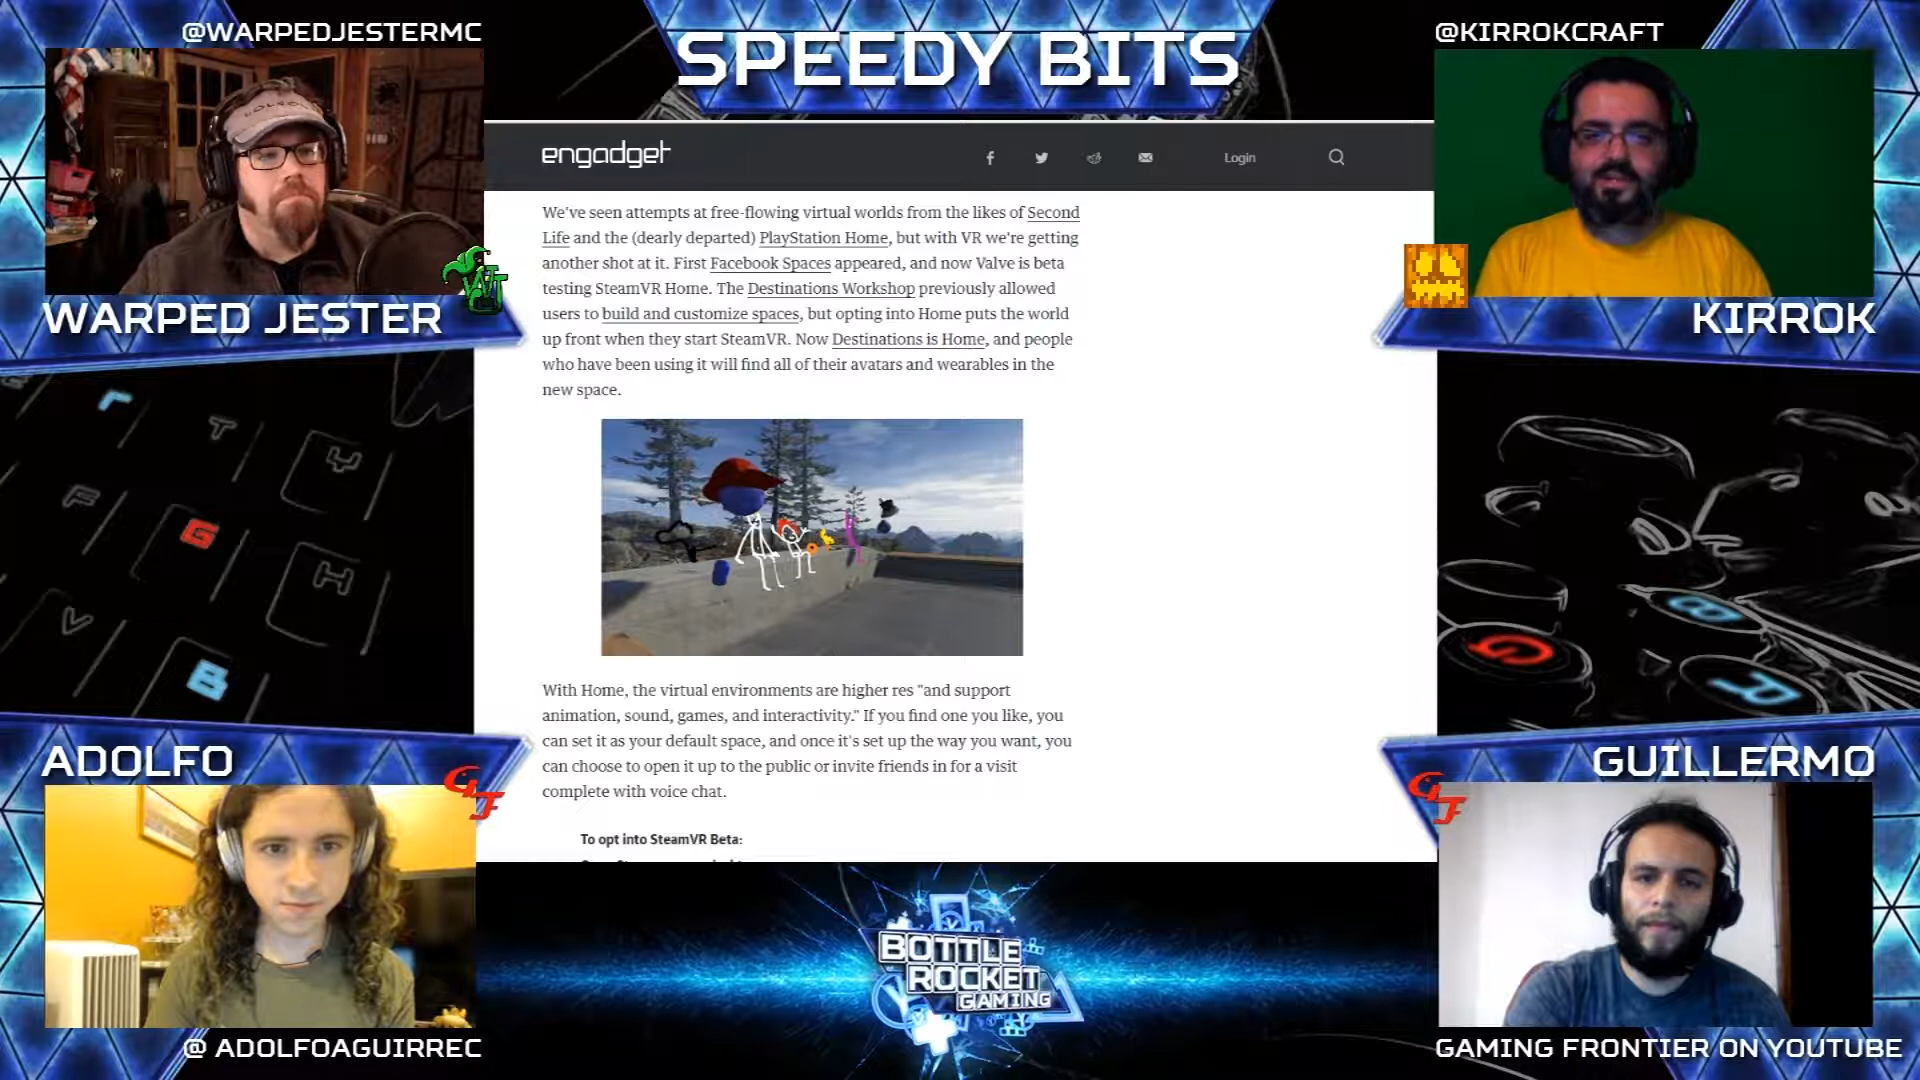 @WARPEDJESTERMC
SPEEDY BITS
@KIRROKCRAFT
engadget
Login
We've seen attempts at free-flowing virtual worlds from the likes of Second
Life and the (dearly departed) PlayStation Home, but with VR we're getting
another shot at it. First Facebook Spaces appeared, and now Valve is beta
testing SteamVR Home. The Destinations Workshop previously allowed
users to build and customize spaces, but opting into Home puts the world
up front when they start SteamVR. Now Destinations is Home, and people
who have been using it will find all of their avatars and wearables in the
new space.
WARPED JESTER
KIRROK
T
Y
F
G
H
V
B
G
B
R
With Home, the virtual environments are higher res "and support
animation, sound, games, and interactivity." If you find one you like, you
can set it as your default space, and once it's set up the way you want, you
can choose to open it up to the public or invite friends in for a visit
complete with voice chat.
To opt into SteamVR Beta:
ADOLFO
GUILLERMO
BOTTLE
ROCKET
GAMING
@ ADOLFOAGUIRREC
GAMING FRONTIER ON YOUTUBE